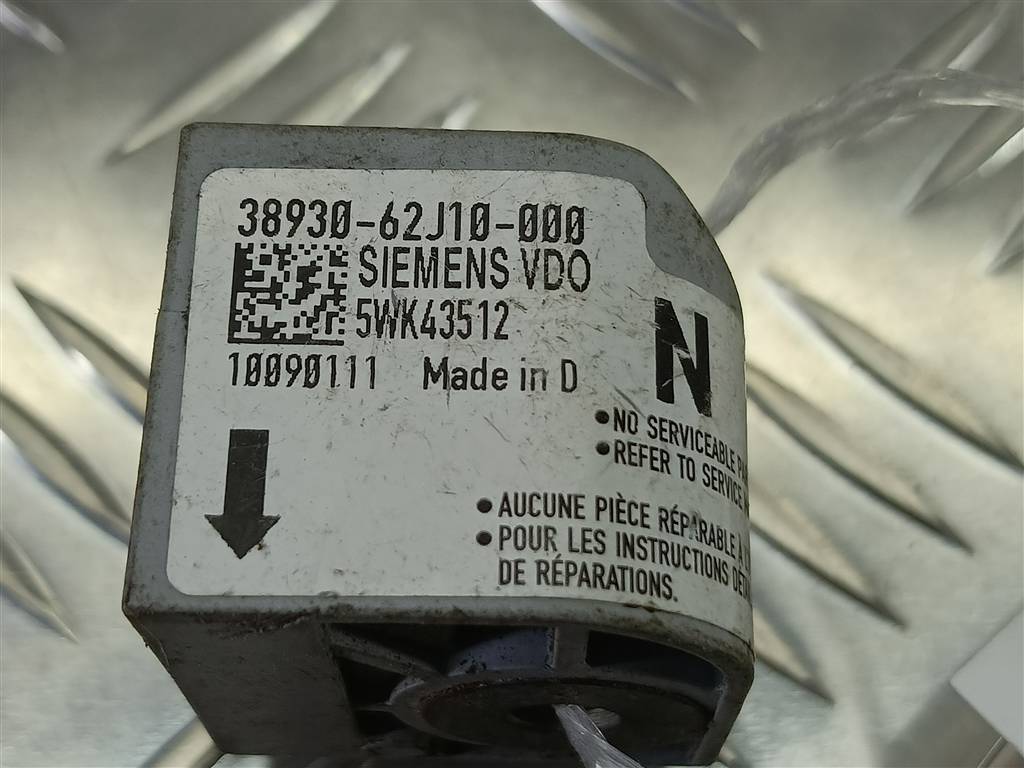 38930-62J10-000
SIEMENS VDO
5WK43512
10090111 Made in D
N
• NO SERVICEABLE
• REFER TO SERVICE
• AUCUNE PIÈCE RÉPARABLE À
• POUR LES INSTRUCTIONS
DE RÉPARATIONS.